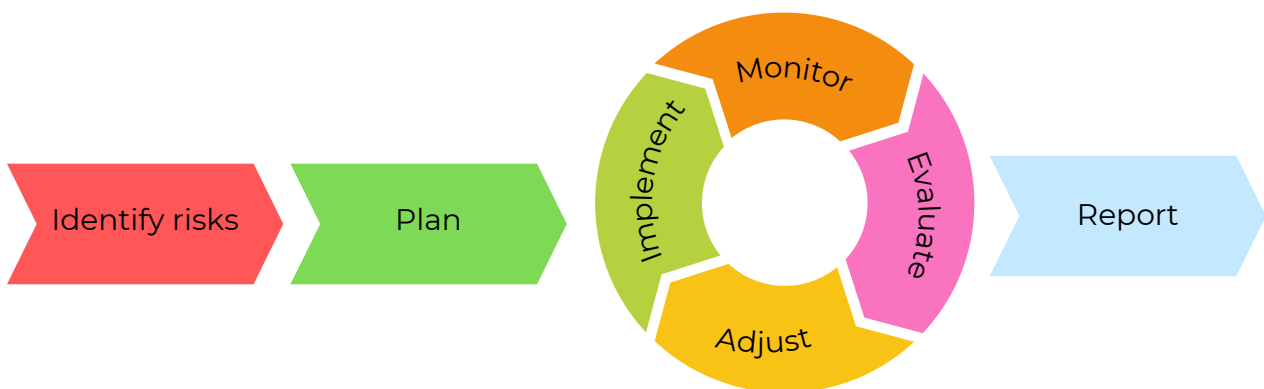 Identify risks
Plan
Implement
Monitor
Evaluate
Adjust
Report